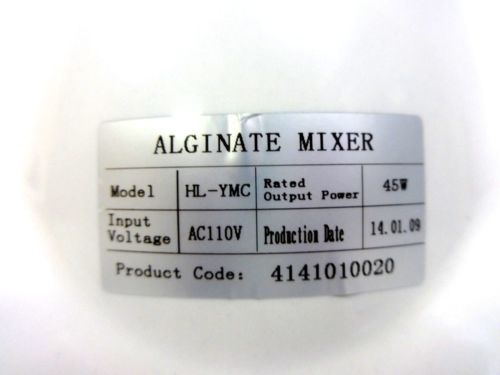 ALGINATE MIXER
Model HL-YMC Rated Output Power 45W
Input Voltage AC110V Production Date 14.01.09
Product Code: 4141010020